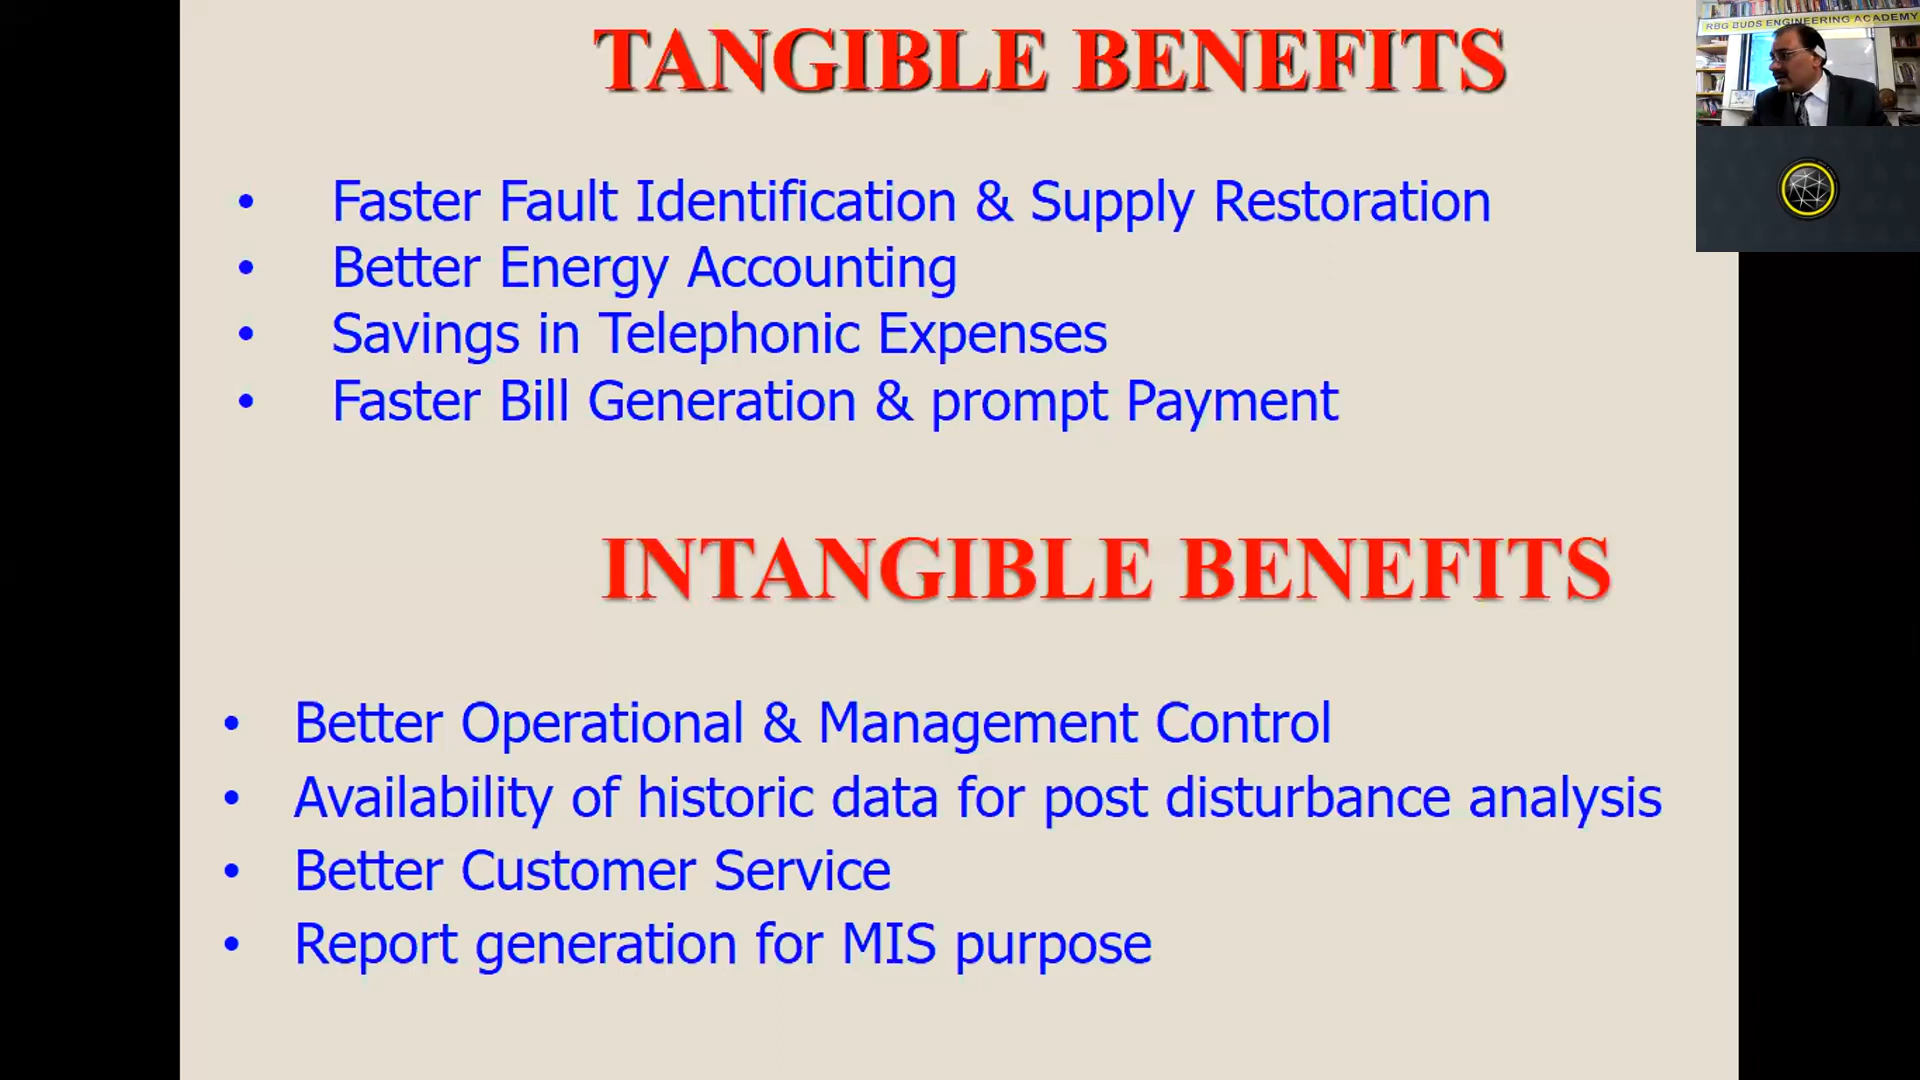 TANGIBLE BENEFITS
RBG BUDS ENGINEERING ACADEMY
• Faster Fault Identification & Supply Restoration
• Better Energy Accounting
• Savings in Telephonic Expenses
• Faster Bill Generation & prompt Payment
INTANGIBLE BENEFITS
• Better Operational & Management Control
• Availability of historic data for post disturbance analysis
• Better Customer Service
• Report generation for MIS purpose